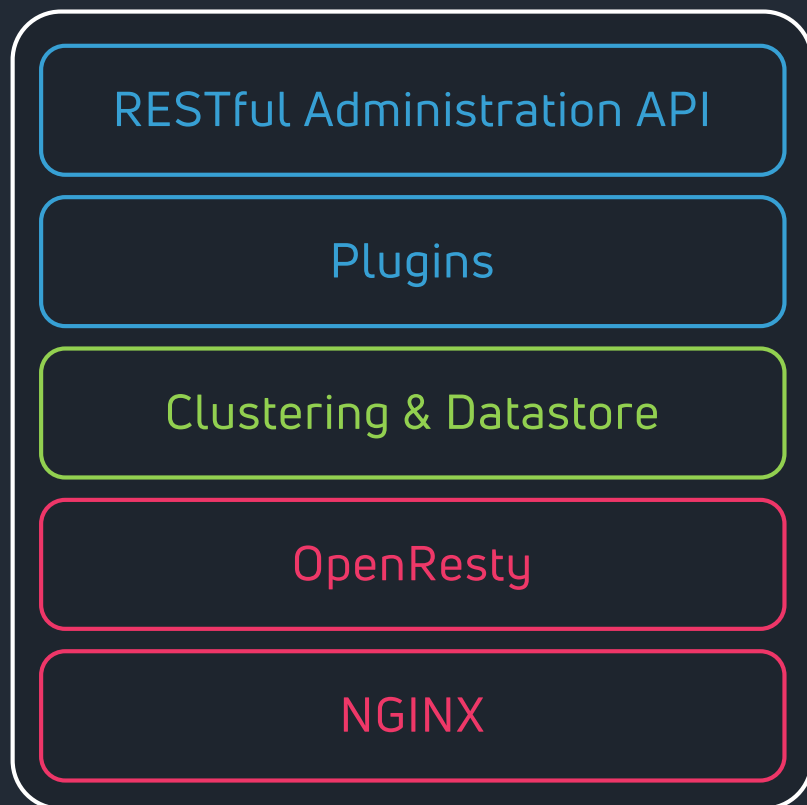 RESTful Administration API
Plugins
Clustering & Datastore
OpenResty
NGINX